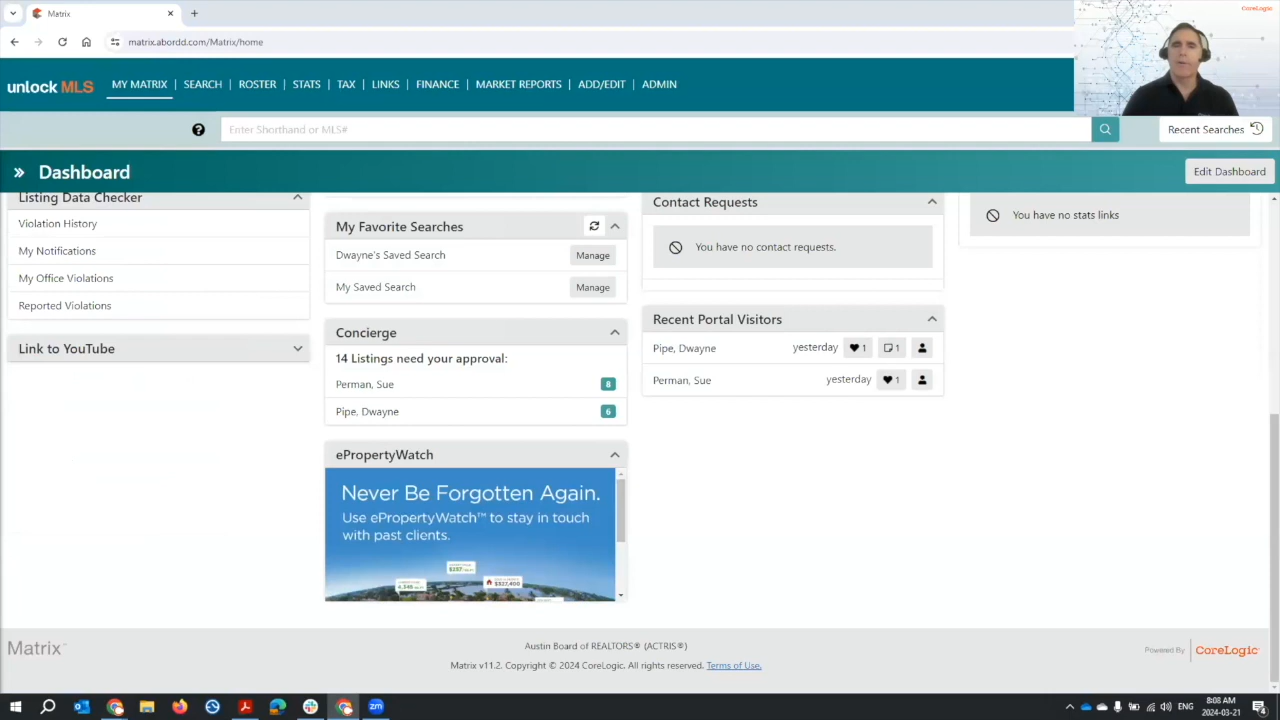 Matrix
CoreLogic
matrix.abordd.com/Matrix/home
unlock MLS
MY MATRIX | SEARCH | ROSTER | STATS | TAX | LINKS | FINANCE | MARKET REPORTS | ADD/EDIT | ADMIN
Enter Shorthand or MLS#
Recent Searches
Dashboard
Edit Dashboard
Listing Data Checker
Violation History
My Notifications
My Office Violations
Reported Violations
Link to YouTube
My Favorite Searches
Dwayne's Saved Search
Manage
My Saved Search
Manage
Concierge
14 Listings need your approval:
Perman, Sue
8
Pipe, Dwayne
6
ePropertyWatch
Never Be Forgotten Again.
Use ePropertyWatch™ to stay in touch
with past clients.
Contact Requests
You have no contact requests.
Recent Portal Visitors
Pipe, Dwayne yesterday 1 1
Perman, Sue yesterday 1
You have no stats links
Matrix™
Austin Board of REALTORS® (ACTRIS®)
Matrix v11.2. Copyright © 2024 CoreLogic. All rights reserved. Terms of Use.
Powered By CoreLogic
ENG
8:08 AM
2024-03-21
4